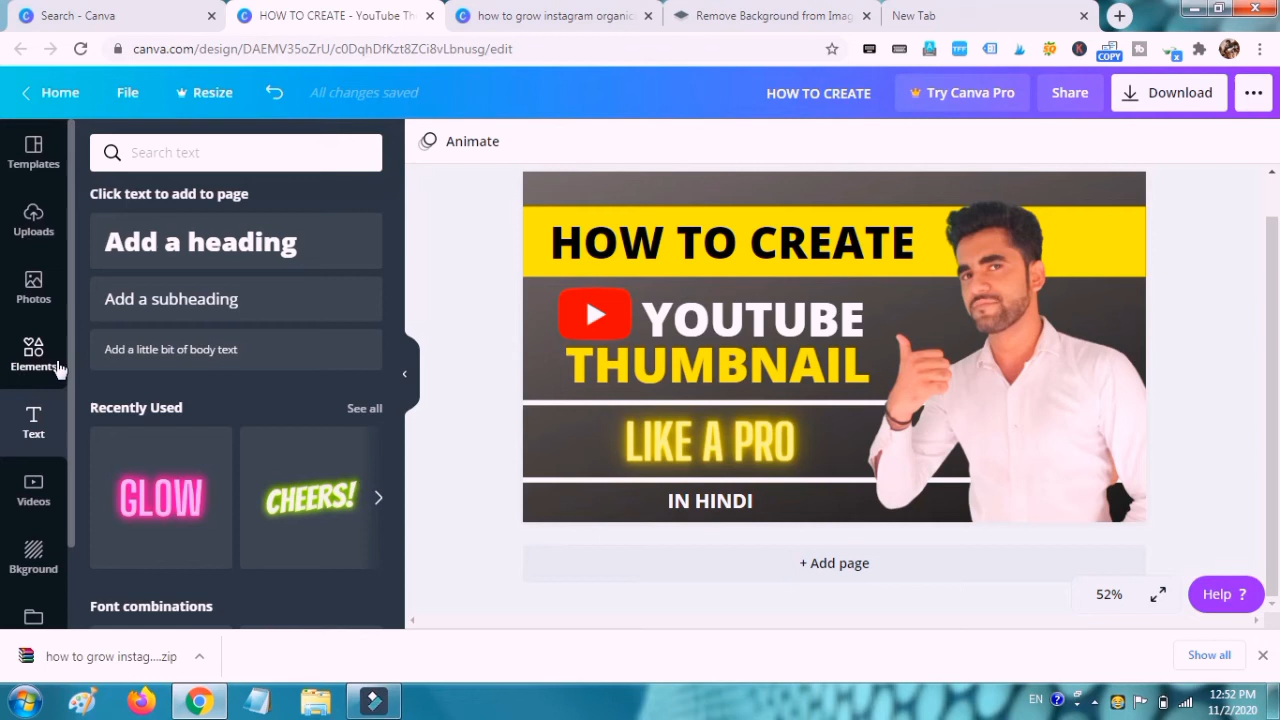 Search - Canva
HOW TO CREATE - YouTube Th
how to grow instagram organic
Remove Background from Imag
New Tab
canva.com/design/DAEMV35oZrU/c0DqhDfKzt8ZCi8vLbnusg/edit
COPY
Home
File
Resize
All changes saved
HOW TO CREATE
Try Canva Pro
Share
Download
Templates
Uploads
Photos
Elements
Text
Videos
Bkground
Search text
Click text to add to page
Add a heading
Add a subheading
Add a little bit of body text
Recently Used
See all
GLOW
CHEERS!
Font combinations
Animate
HOW TO CREATE
YOUTUBE
THUMBNAIL
LIKE A PRO
IN HINDI
+ Add page
52%
Help ?
how to grow instag....zip
Show all
EN
12:52 PM
11/2/2020